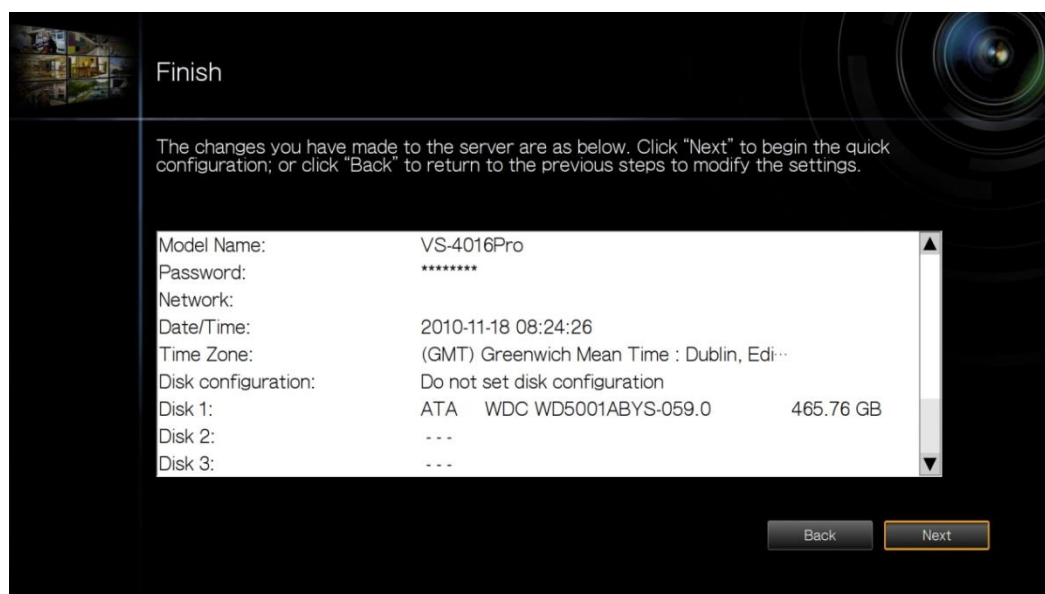 Finish
The changes you have made to the server are as below. Click “Next” to begin the quick
configuration; or click “Back” to return to the previous steps to modify the settings.
Model Name: VS-4016Pro
Password: ********
Network:
Date/Time: 2010-11-18 08:24:26
Time Zone: (GMT) Greenwich Mean Time : Dublin, Edi…
Disk configuration: Do not set disk configuration
Disk 1: ATA WDC WD5001ABYS-059.0 465.76 GB
Disk 2: - - -
Disk 3: - - -
Back Next